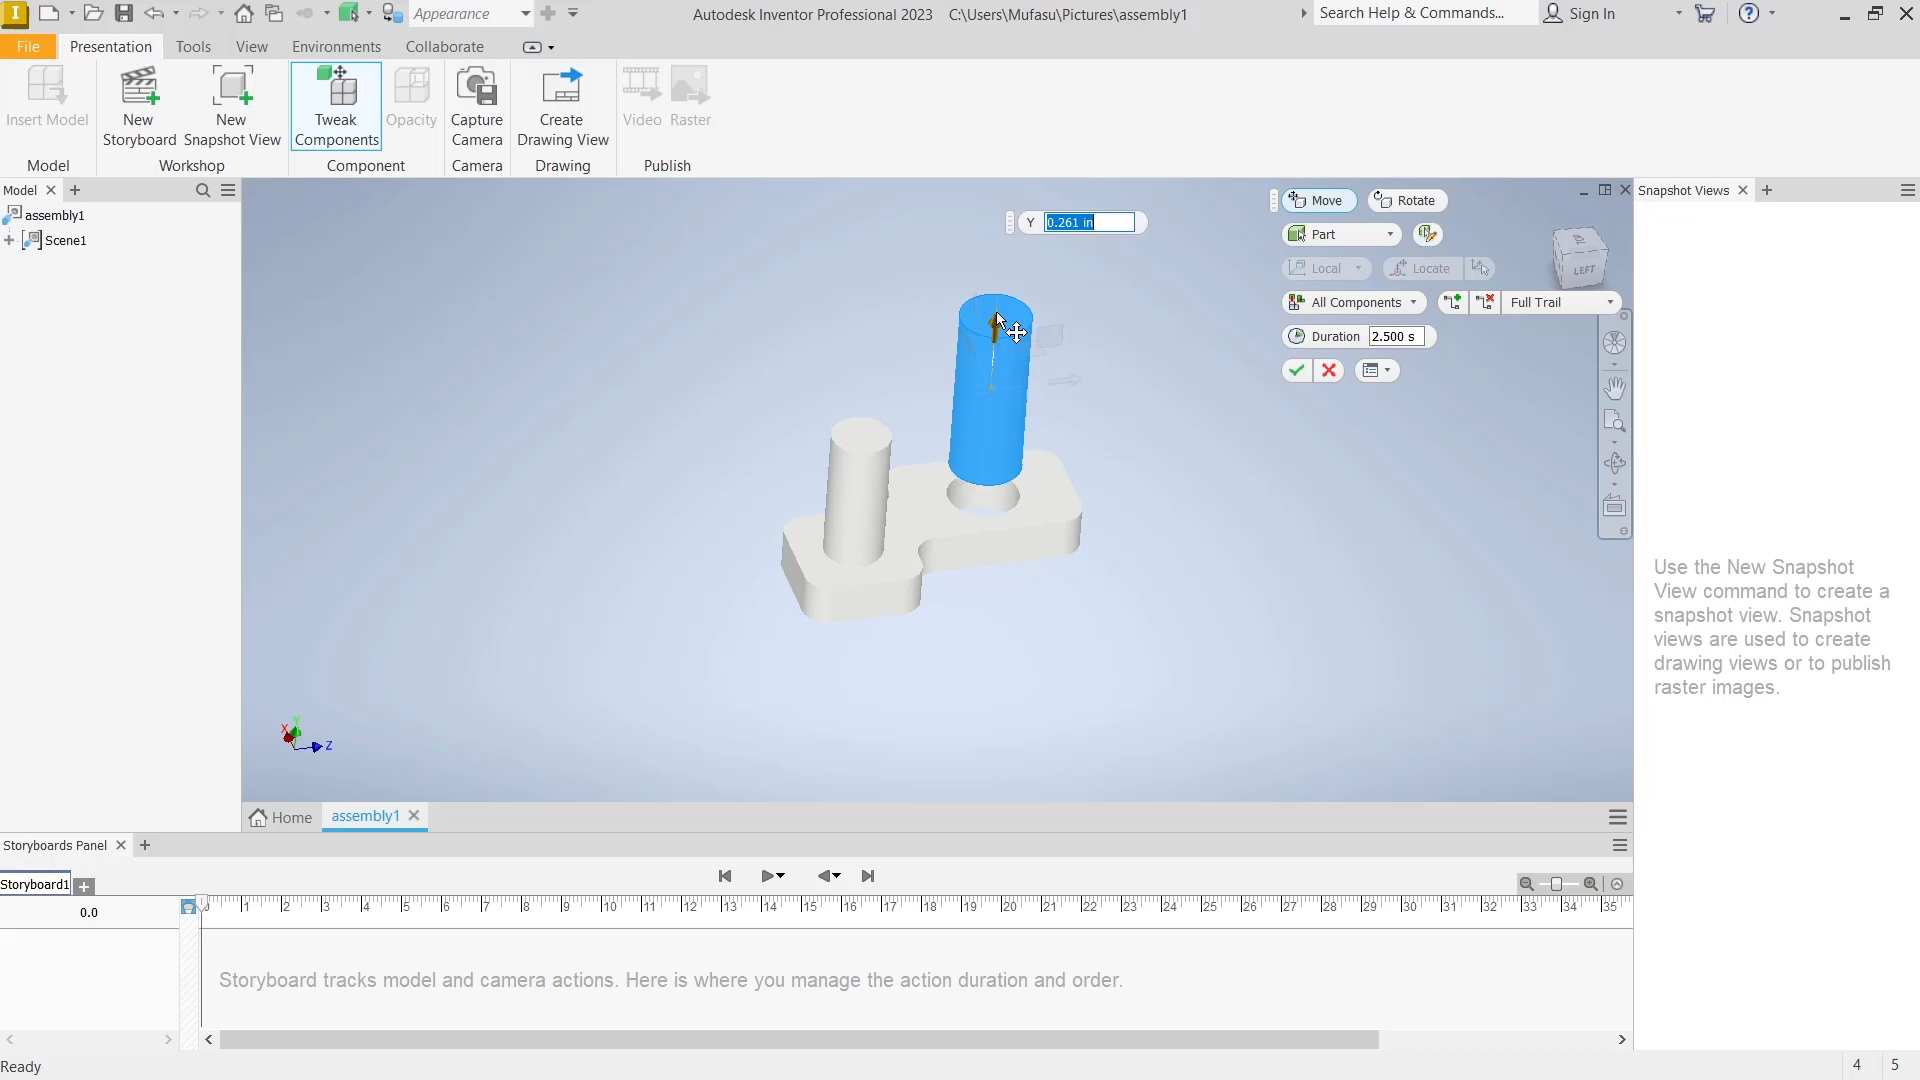 Appearance
Autodesk Inventor Professional 2023 C:\Users\Mufasu\Pictures\assembly1
Search Help & Commands...
Sign In
File
Presentation
Tools
View
Environments
Collaborate
Insert Model
New Storyboard
New Snapshot View
Tweak Components
Opacity
Capture Camera
Create Drawing View
Video
Raster
Model
Workshop
Component
Camera
Drawing
Publish
Model
assembly1
Scene1
Y 0.261 in
Move
Rotate
Part
Local
Locate
All Components
Full Trail
Duration 2.500 s
LEFT
X
Y
Z
Snapshot Views
Use the New Snapshot
View command to create a
snapshot view. Snapshot
views are used to create
drawing views or to publish
raster images.
Home
assembly1
Storyboards Panel
Storyboard1
0.0
0 1 2 3 4 5 6 7 8 9 10 11 12 13 14 15 16 17 18 19 20 21 22 23 24 25 26 27 28 29 30 31 32 33 34 35
Storyboard tracks model and camera actions. Here is where you manage the action duration and order.
Ready
4 5